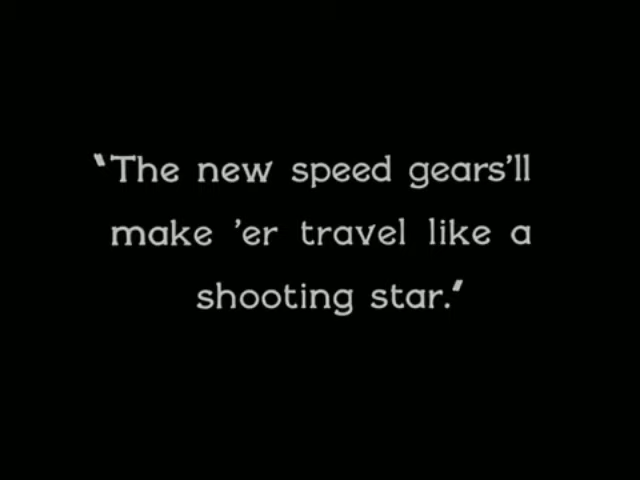 "The new speed gears'll
make 'er travel like a
shooting star."